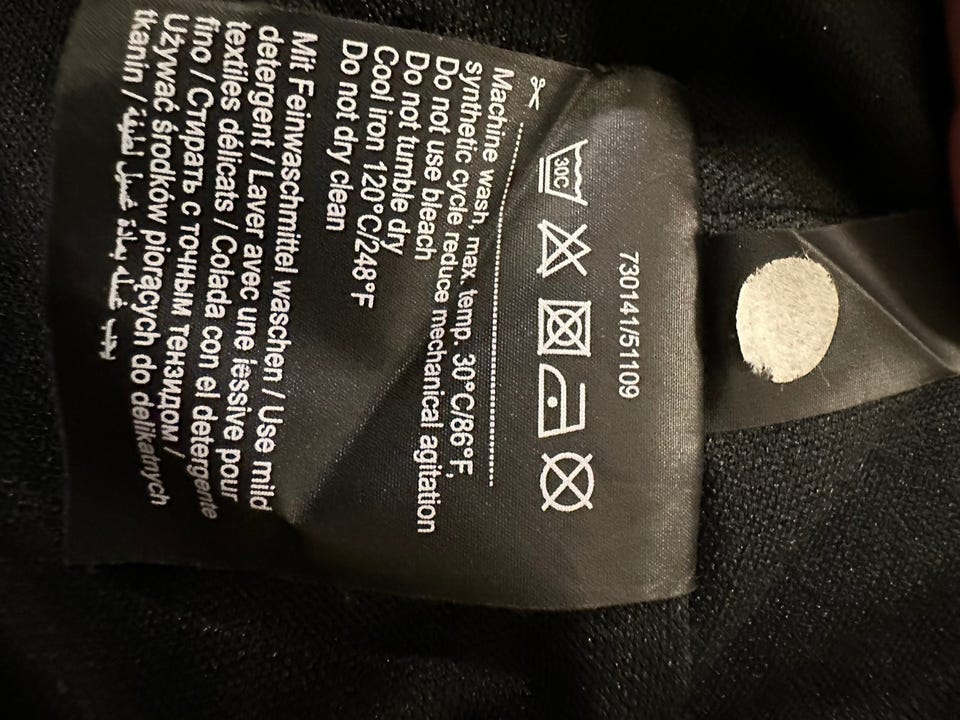 730141/51109
30C
Machine wash, max. temp. 30°C/86°F,
synthetic cycle reduce mechanical agitation
Do not use bleach
Do not tumble dry
Cool iron 120°C/248°F
Do not dry clean
Mit Feinwaschmittel waschen / Use mild
detergent / Laver avec une lessive pour
textiles délicats / Colada con el detergente
fino / Стирать с точным тензидом /
Używać środków piorących do delikatnych
tkanin / يوجب غسله بمادة غسيل لطيفة